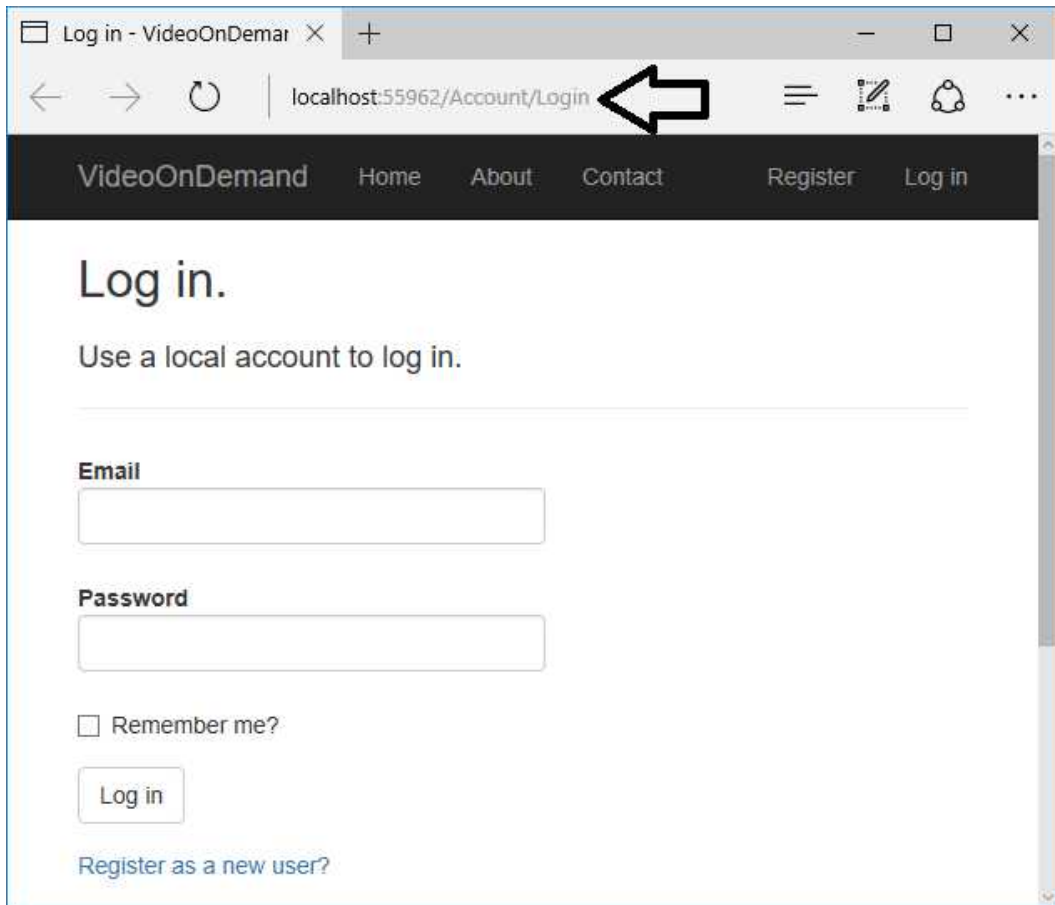 Log in - VideoOnDemar
localhost:55962/Account/Login
VideoOnDemand Home About Contact Register Log in
Log in.
Use a local account to log in.
Email
Password
Remember me?
Log in
Register as a new user?